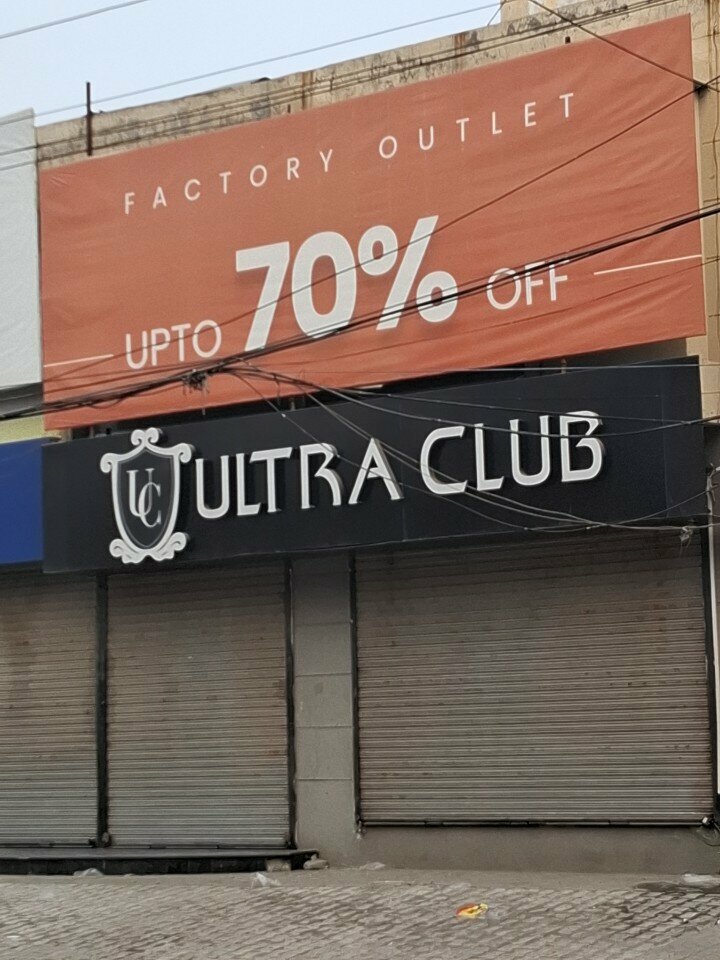 FACTORY OUTLET
UPTO 70% OFF
UC ULTRA CLUB